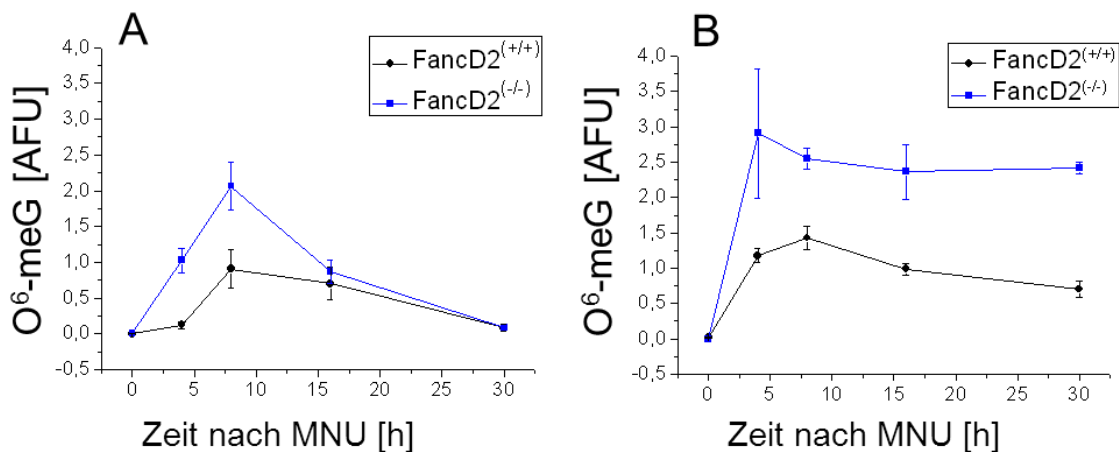 A
FancD2(+/+)
FancD2(-/-)
O6-meG [AFU]
4,0
3,5
3,0
2,5
2,0
1,5
1,0
0,5
0,0
-0,5
0 5 10 15 20 25 30
Zeit nach MNU [h]
B
FancD2(+/+)
FancD2(-/-)
O6-meG [AFU]
4,0
3,5
3,0
2,5
2,0
1,5
1,0
0,5
0,0
-0,5
0 5 10 15 20 25 30
Zeit nach MNU [h]